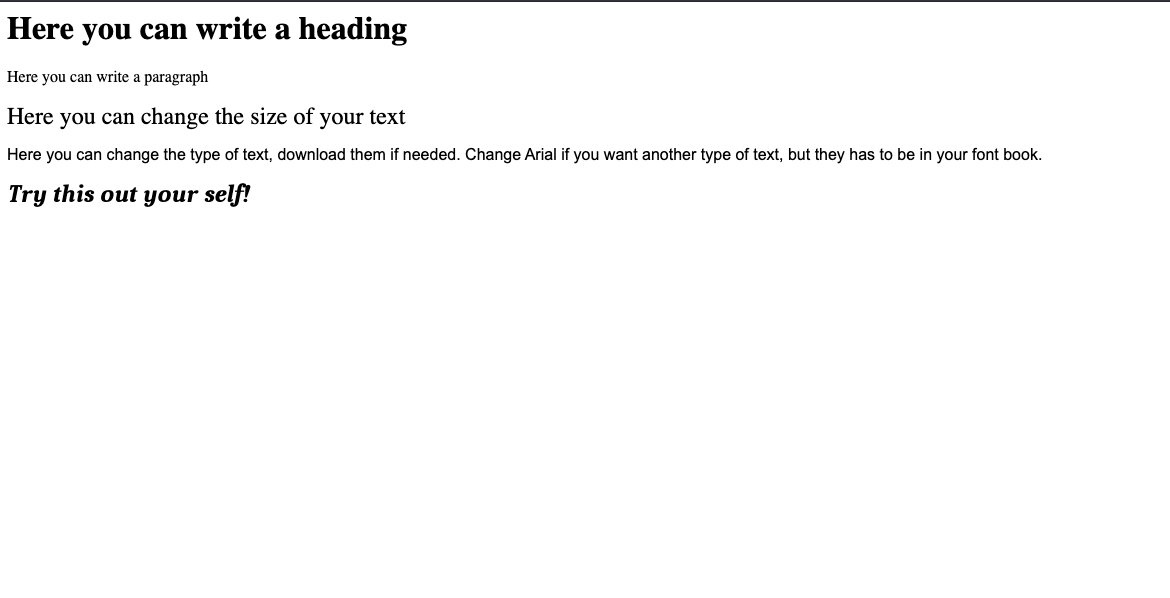 Here you can write a heading
Here you can write a paragraph
Here you can change the size of your text
Here you can change the type of text, download them if needed. Change Arial if you want another type of text, but they has to be in your font book.
Try this out your self!